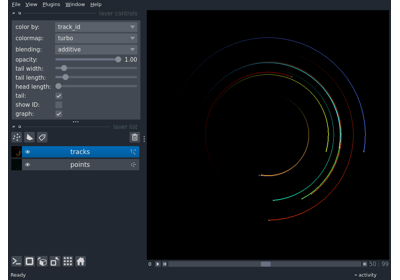 File View Plugins Window Help
layer controls
color by: track_id
colormap: turbo
blending: additive
opacity: 1.00
tail width:
tail length:
head length:
tail:
show ID:
graph:
layer list
tracks
points
50 99
Ready
activity